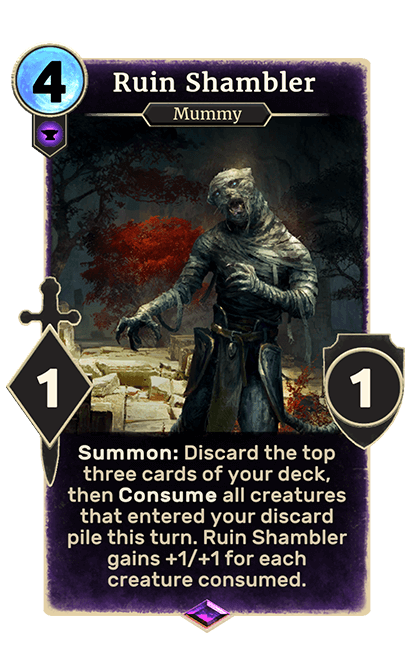 4
Ruin Shambler
Mummy
1
1
Summon: Discard the top
three cards of your deck,
then Consume all creatures
that entered your discard
pile this turn. Ruin Shambler
gains +1/+1 for each
creature consumed.